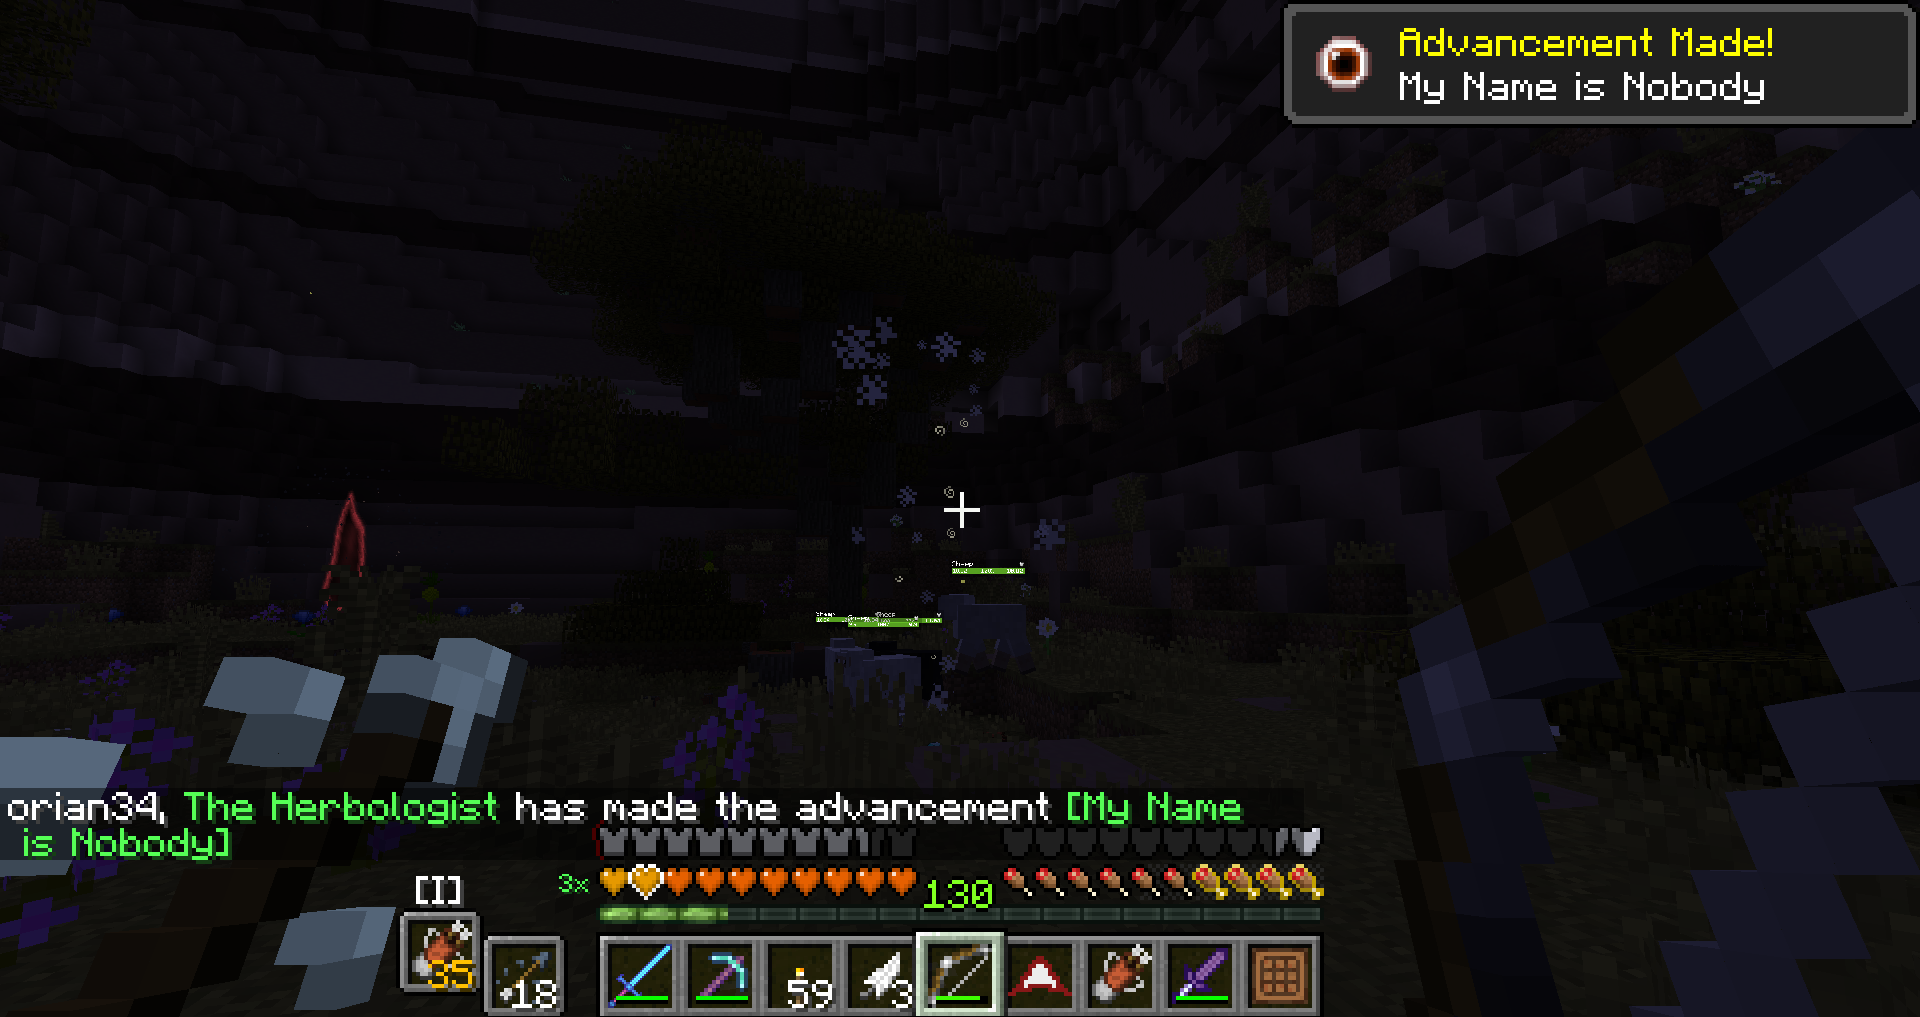 Advancement Made!
My Name is Nobody
Sheep
orian34, The Herbologist has made the advancement [My Name
is Nobody]
[I]
3x
130
35
18
59
3